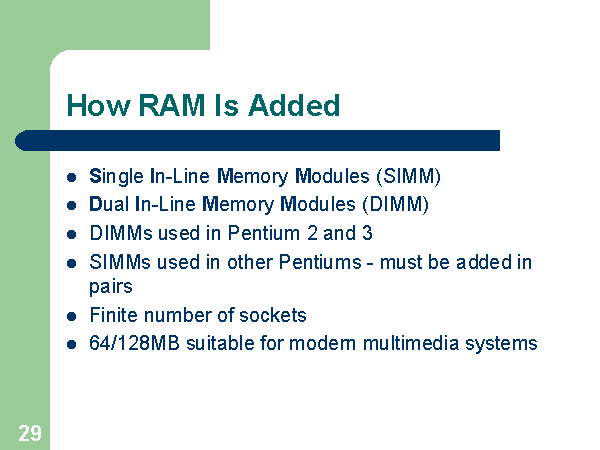 How RAM Is Added
Single In-Line Memory Modules (SIMM)
Dual In-Line Memory Modules (DIMM)
DIMMs used in Pentium 2 and 3
SIMMs used in other Pentiums - must be added in
pairs
Finite number of sockets
64/128MB suitable for modern multimedia systems
29